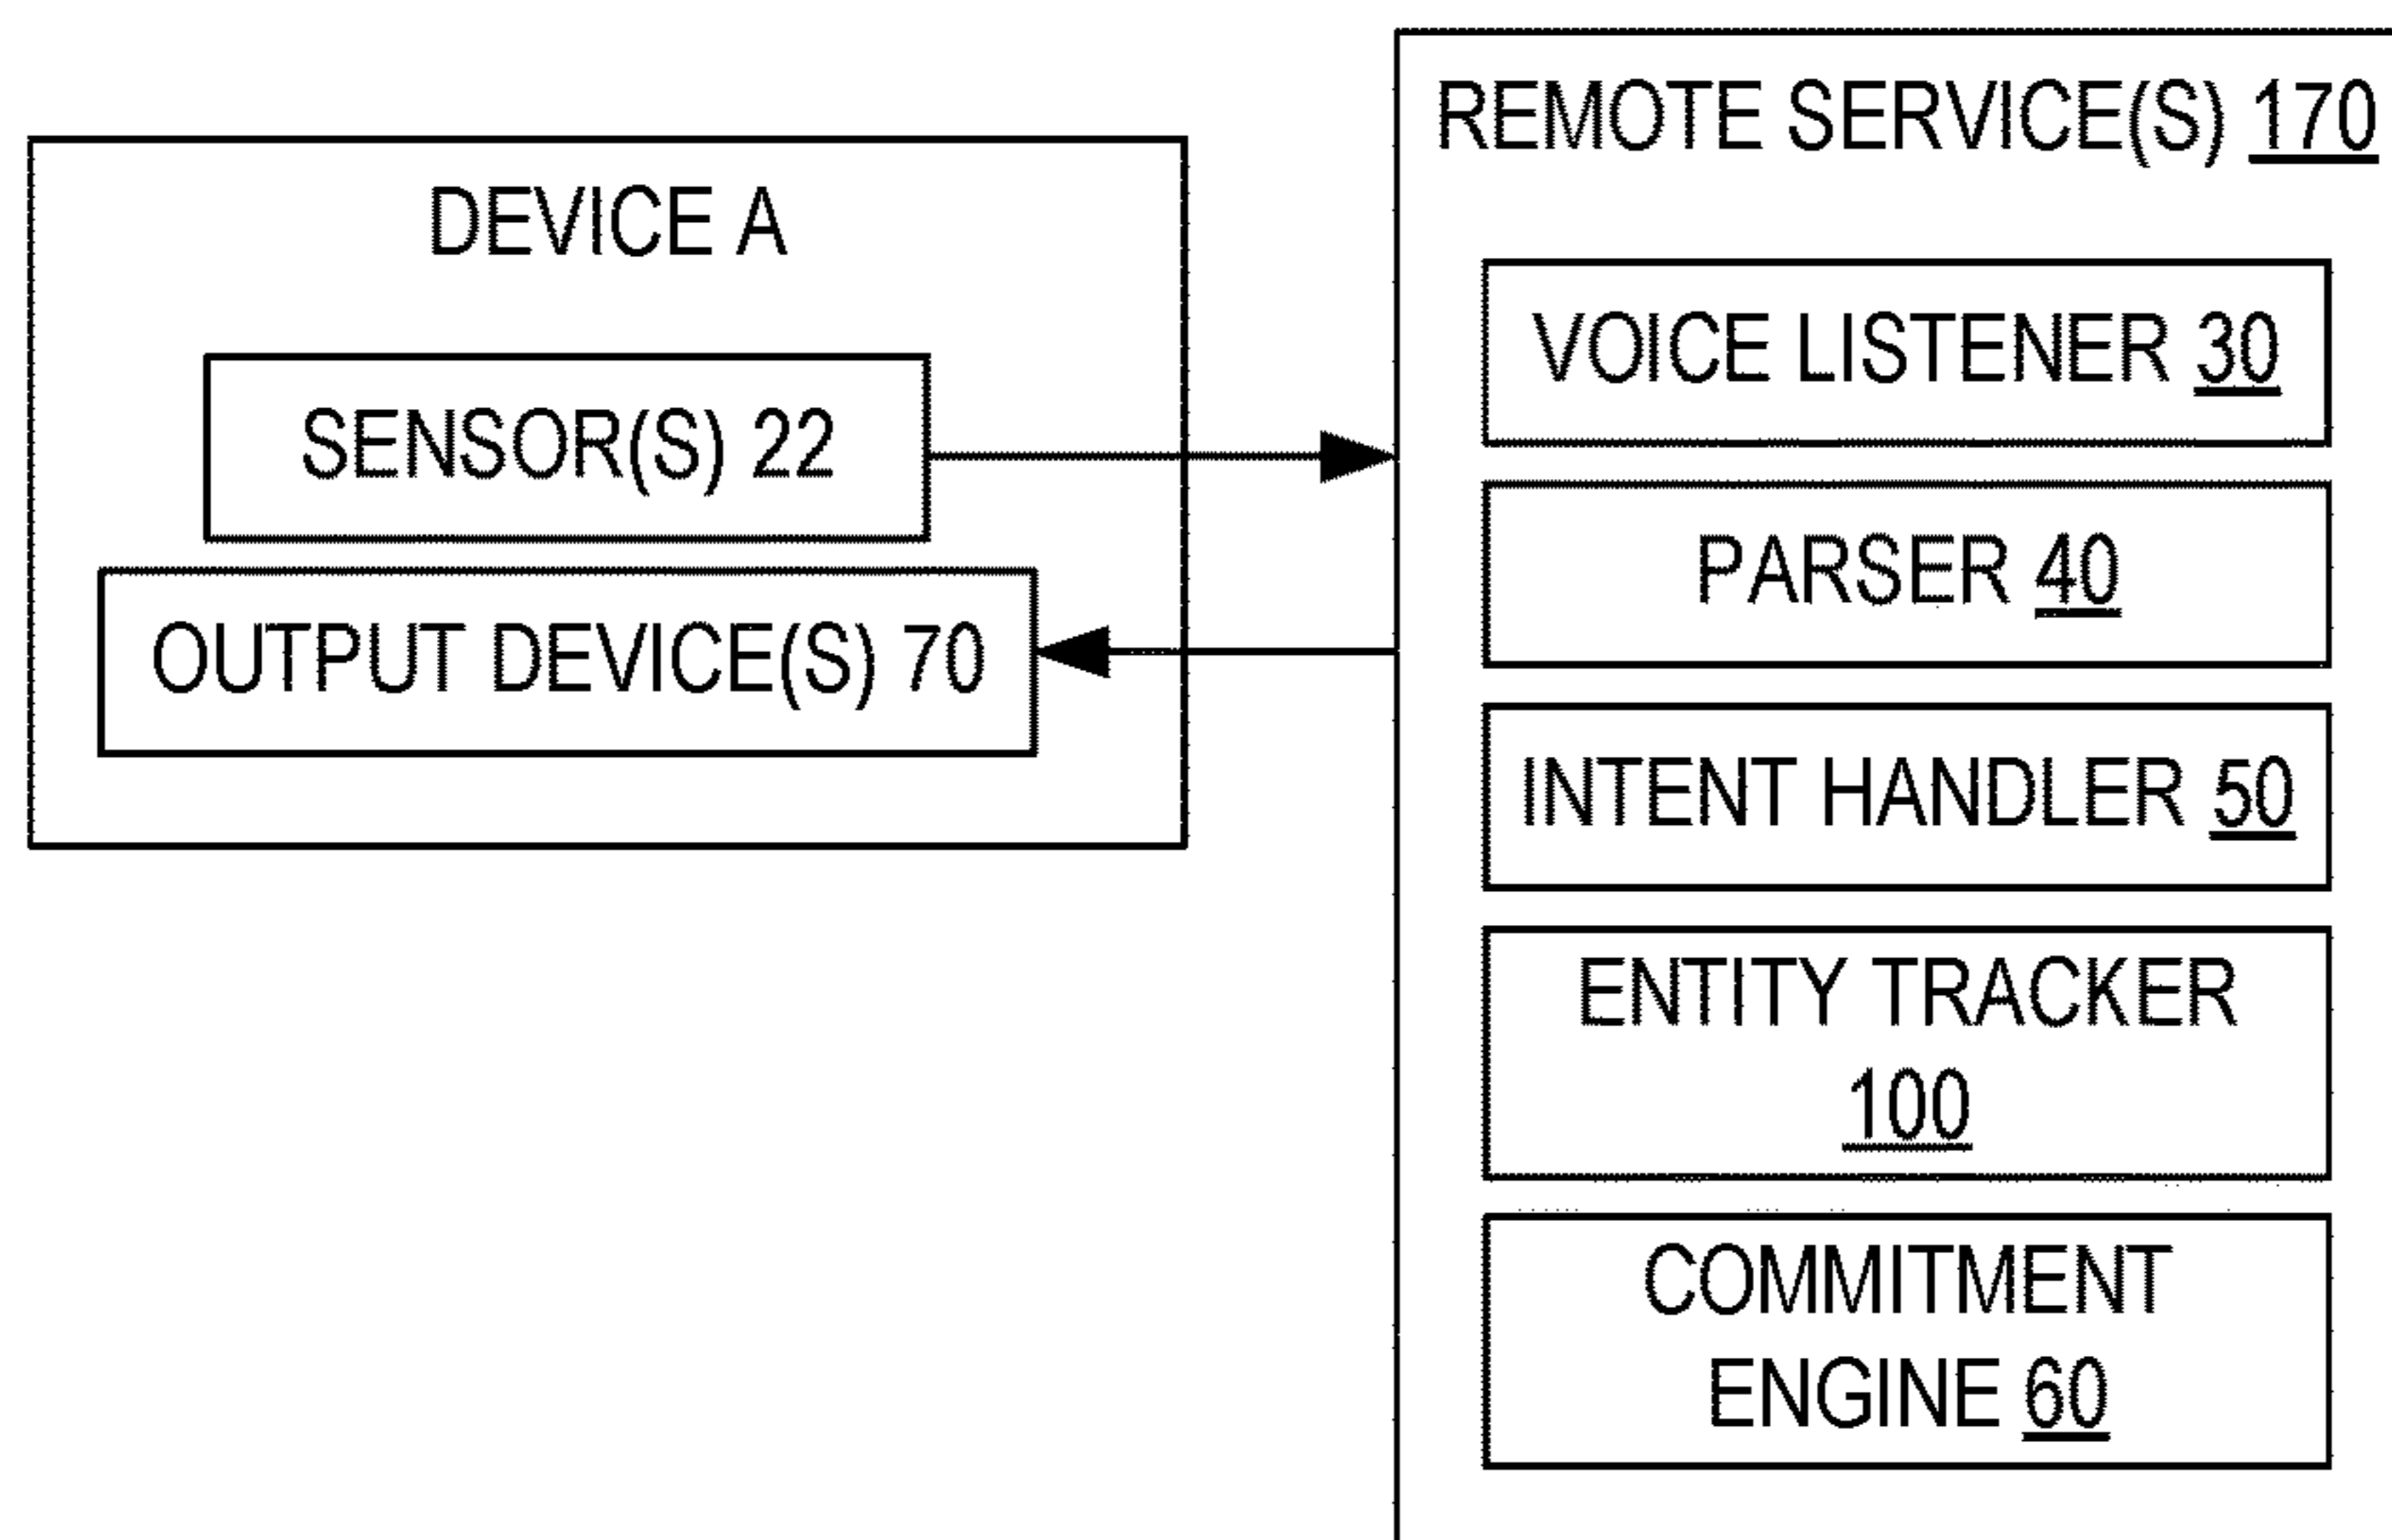 DEVICE A
SENSOR(S) 22
OUTPUT DEVICE(S) 70
REMOTE SERVICE(S) 170
VOICE LISTENER 30
PARSER 40
INTENT HANDLER 50
ENTITY TRACKER
100
COMMITMENT
ENGINE 60